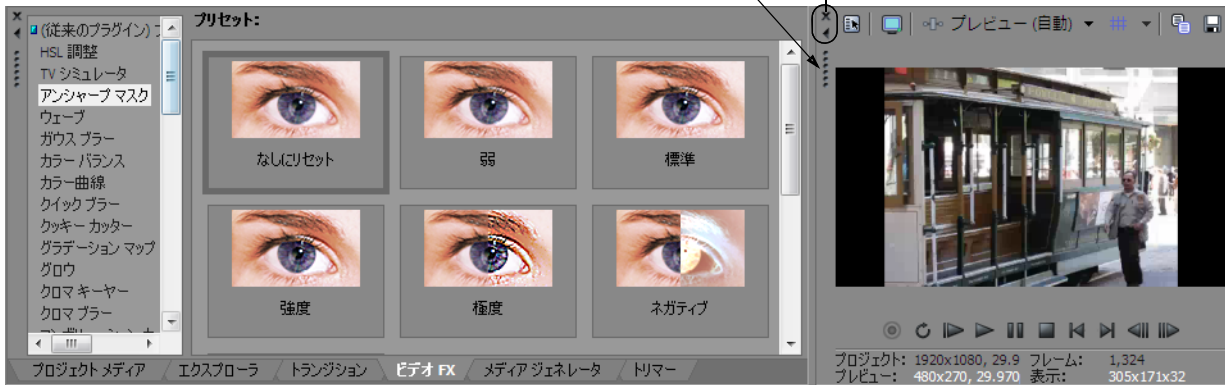 プリセット:
(従来のプラグイン)
HSL 調整
TV シミュレータ
アンシャープ マスク
ウェーブ
ガウス ブラー
カラー バランス
カラー曲線
クイック ブラー
クッキー カッター
グラデーション マップ
グロウ
クロマ キーヤー
クロマ ブラー
なしにリセット
弱
標準
強度
極度
ネガティブ
プロジェクト メディア エクスプローラ トランジション ビデオ FX メディア ジェネレータ トリマー
プレビュー (自動)
プロジェクト: 1920x1080, 29.9 フレーム: 1,324
プレビュー: 480x270, 29.970 表示: 305x171x32